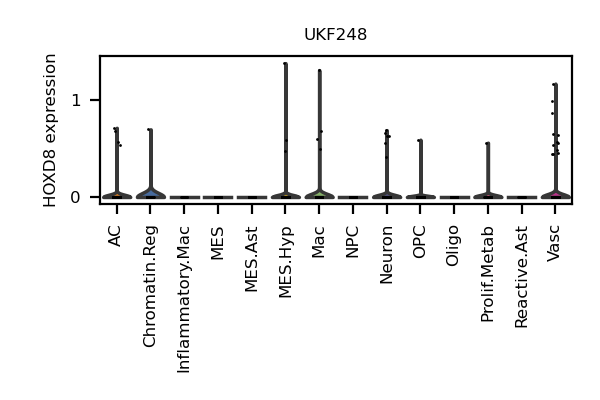 UKF248
HOXD8 expression
1
0
AC
Chromatin.Reg
Inflammatory.Mac
MES
MES.Ast
MES.Hyp
Mac
NPC
Neuron
OPC
Oligo
Prolif.Metab
Reactive.Ast
Vasc